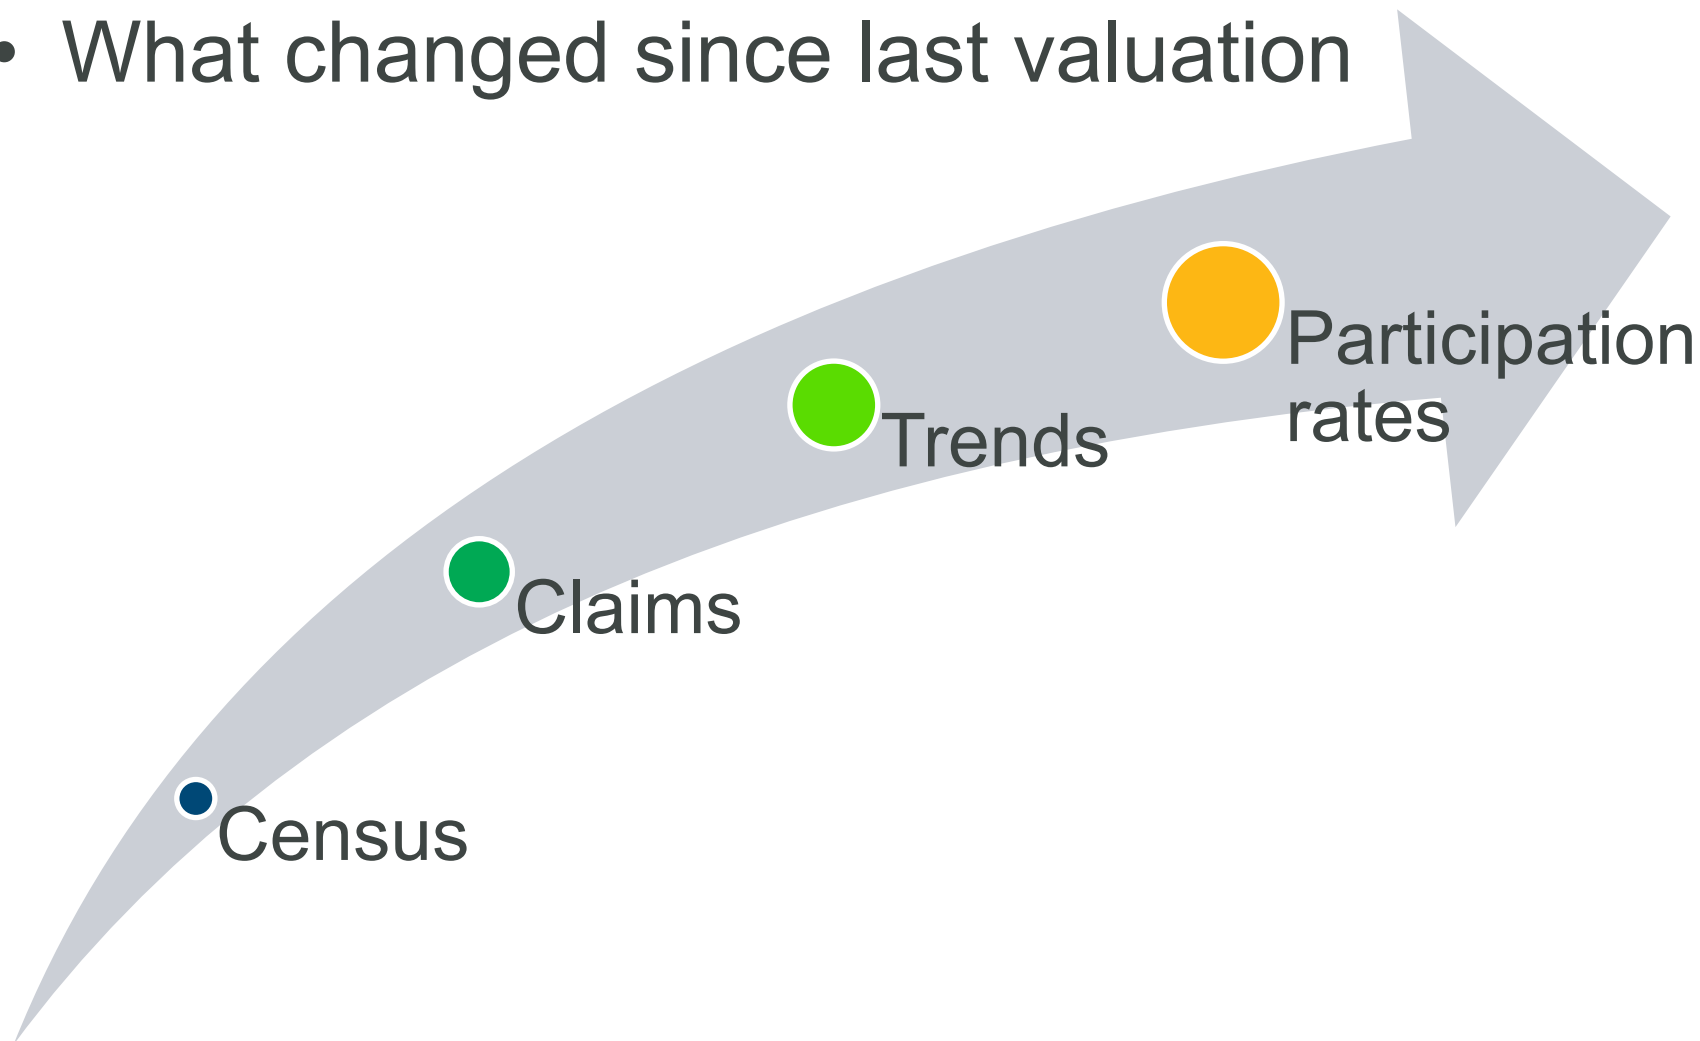 • What changed since last valuation
Participation
rates
Trends
Claims
Census